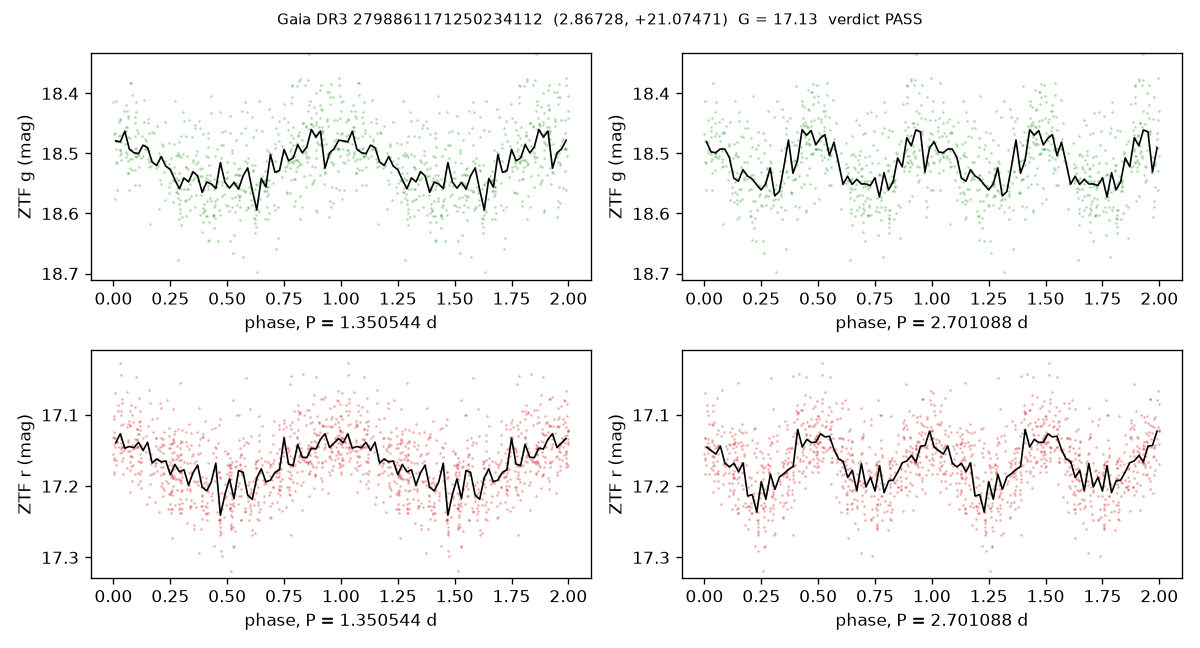 Gaia DR3 2798861171250234112  (2.86728, +21.07471)  G = 17.13  verdict PASS
ZTF g (mag)
18.4
18.5
18.6
18.7
0.00 0.25 0.50 0.75 1.00 1.25 1.50 1.75 2.00
phase, P = 1.350544 d
ZTF g (mag)
18.4
18.5
18.6
18.7
0.00 0.25 0.50 0.75 1.00 1.25 1.50 1.75 2.00
phase, P = 2.701088 d
ZTF r (mag)
17.1
17.2
17.3
0.00 0.25 0.50 0.75 1.00 1.25 1.50 1.75 2.00
phase, P = 1.350544 d
ZTF r (mag)
17.1
17.2
17.3
0.00 0.25 0.50 0.75 1.00 1.25 1.50 1.75 2.00
phase, P = 2.701088 d